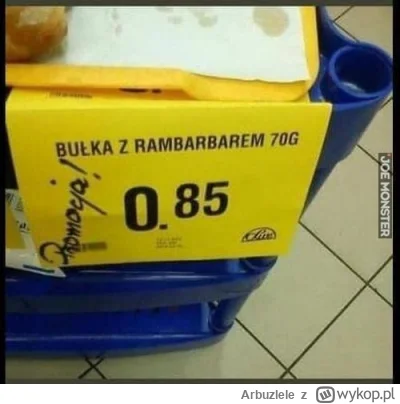 BUŁKA Z RAMBARBAREM 70G
Promocja!
0.85
JOE MONSTER
Arbuzlele z wykop.pl